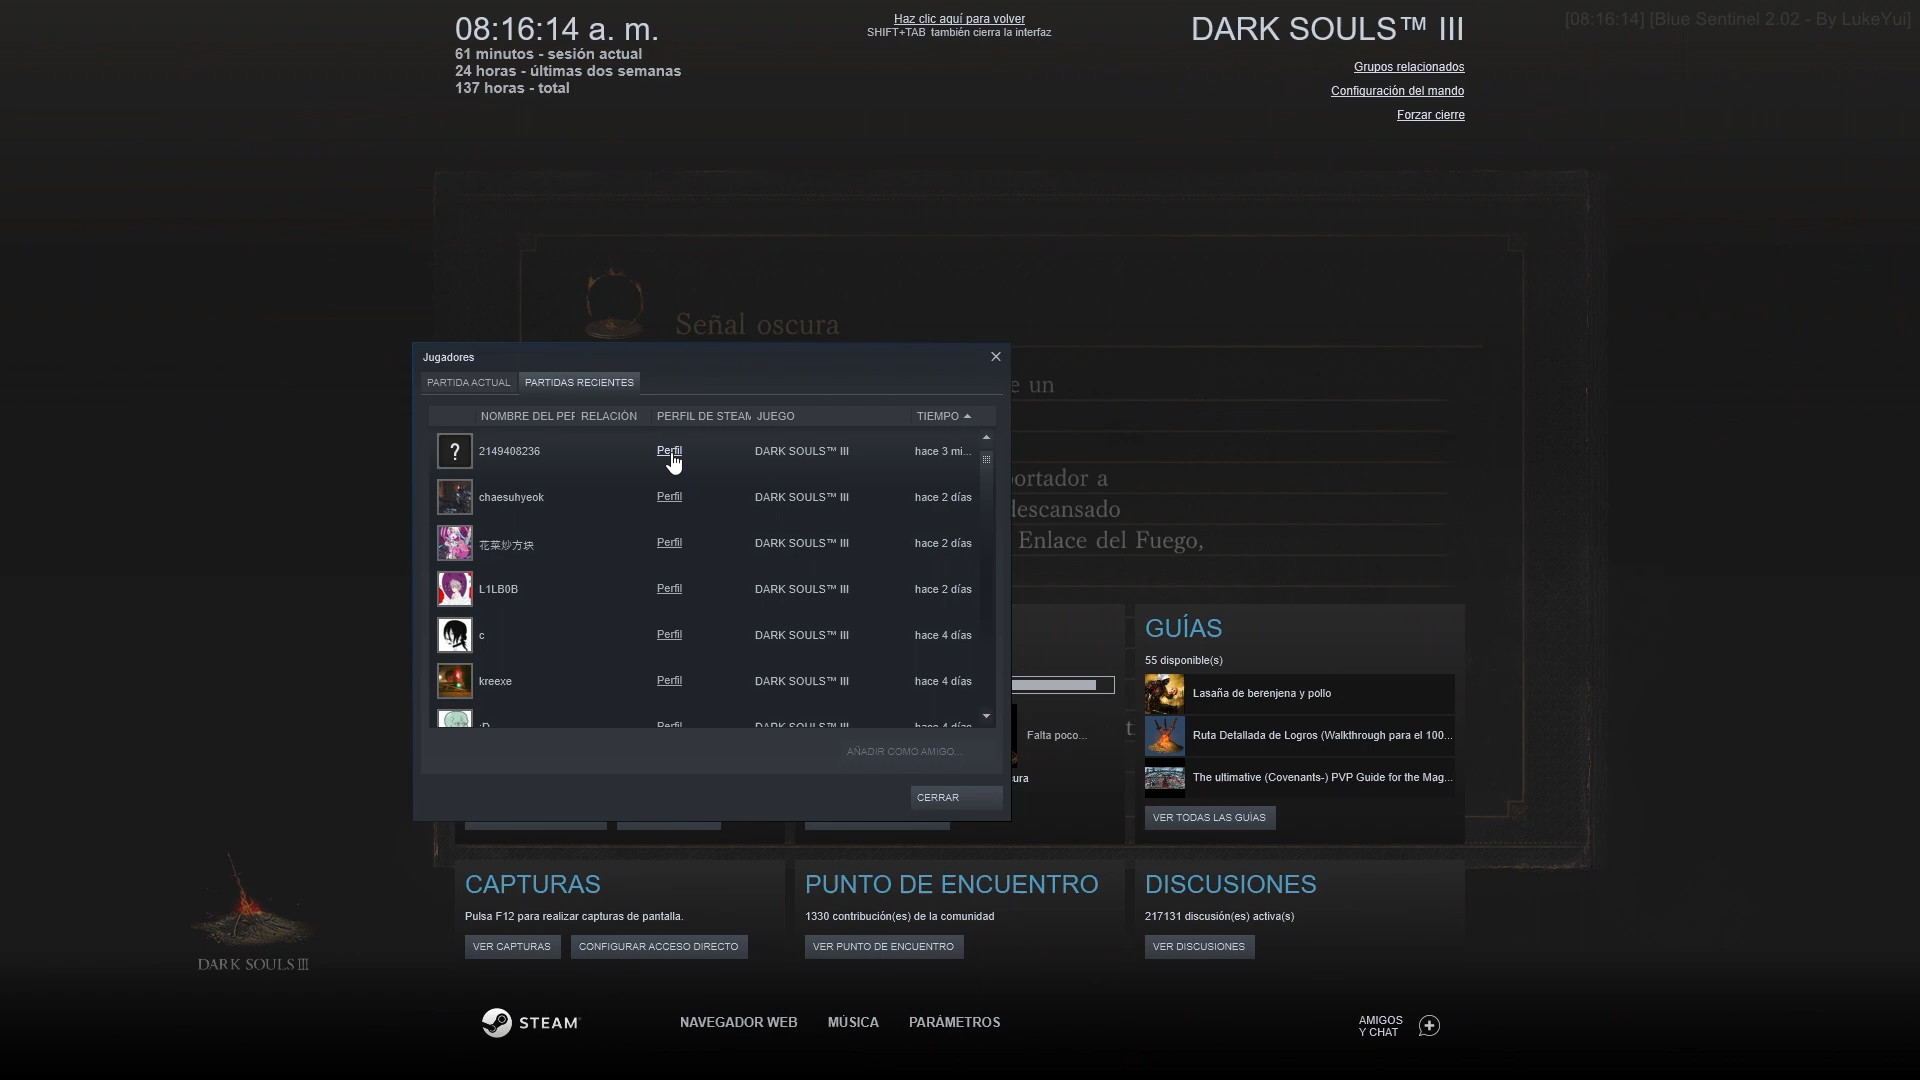 08:16:14 a. m.
61 minutos - sesión actual
24 horas - últimas dos semanas
137 horas - total
Haz clic aquí para volver
SHIFT+TAB también cierra la interfaz
DARK SOULS™ III
Grupos relacionados
Configuración del mando
Forzar cierre
[08:16:14] [Blue Sentinel 2.02 - By LukeYui]
Señal oscura
e un
portador a
descansado
Enlace del Fuego,
Jugadores
PARTIDA ACTUAL PARTIDAS RECIENTES
NOMBRE DEL PER RELACIÓN PERFIL DE STEAM JUEGO TIEMPO
? 2149408236 Perfil DARK SOULS™ III hace 3 mi...
chaesuhyeok Perfil DARK SOULS™ III hace 2 días
花菜炒方块 Perfil DARK SOULS™ III hace 2 días
L1LB0B Perfil DARK SOULS™ III hace 2 días
c Perfil DARK SOULS™ III hace 4 días
kreexe Perfil DARK SOULS™ III hace 4 días
:D Perfil DARK SOULS™ III hace 4 días
AÑADIR COMO AMIGO...
CERRAR
Falta poco...
GUÍAS
55 disponible(s)
Lasaña de berenjena y pollo
Ruta Detallada de Logros (Walkthrough para el 100...
The ultimative (Covenants-) PVP Guide for the Mag...
VER TODAS LAS GUÍAS
CAPTURAS
Pulsa F12 para realizar capturas de pantalla.
VER CAPTURAS CONFIGURAR ACCESO DIRECTO
PUNTO DE ENCUENTRO
1330 contribución(es) de la comunidad
VER PUNTO DE ENCUENTRO
DISCUSIONES
217131 discusión(es) activa(s)
VER DISCUSIONES
DARK SOULS III
STEAM
NAVEGADOR WEB MÚSICA PARÁMETROS
AMIGOS
Y CHAT